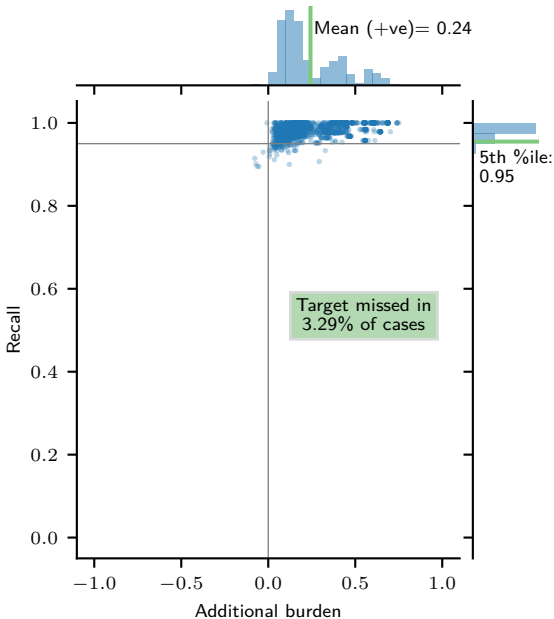 Mean (+ve)= 0.24
1.0
0.8
0.6
0.4
0.2
0.0
Recall
5th %ile:
0.95
Target missed in
3.29% of cases
−1.0
−0.5
0.0
0.5
1.0
Additional burden